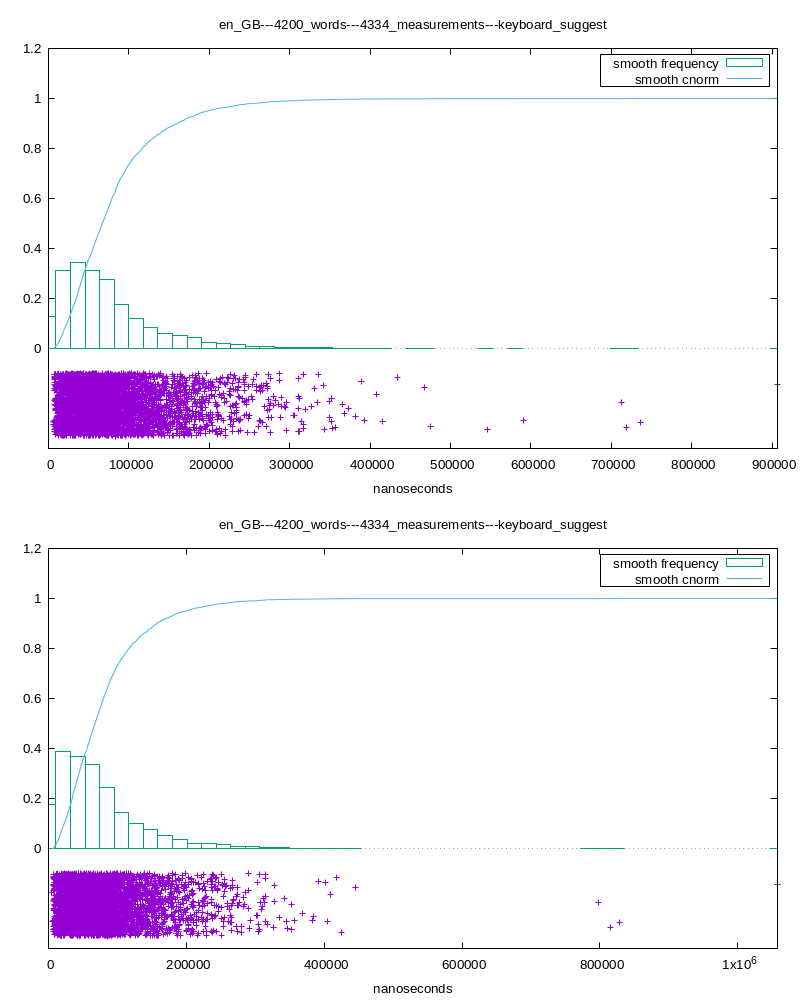 en_GB---4200_words---4334_measurements---keyboard_suggest
1.2
smooth frequency
smooth cnorm
1
0.8
0.6
0.4
0.2
0
0 100000 200000 300000 400000 500000 600000 700000 800000 900000
nanoseconds
en_GB---4200_words---4334_measurements---keyboard_suggest
1.2
smooth frequency
smooth cnorm
1
0.8
0.6
0.4
0.2
0
0 200000 400000 600000 800000 1x10⁶
nanoseconds